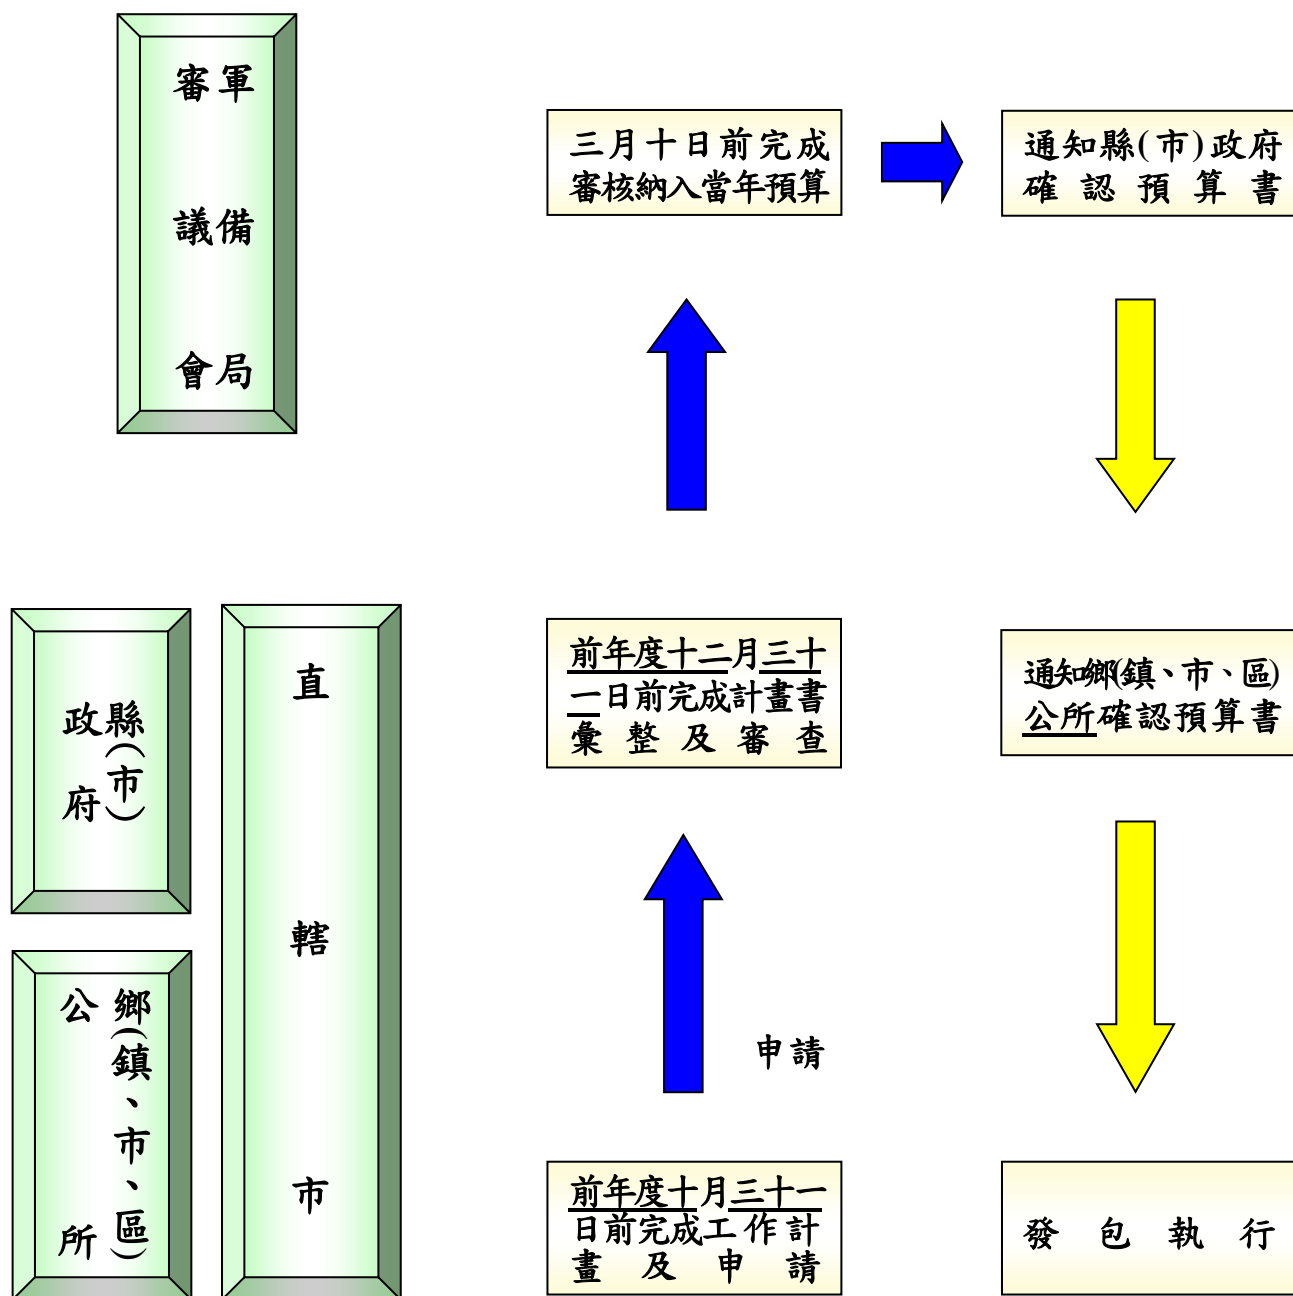 軍備局
審議會
三月十日前完成
審核納入當年預算
通知縣(市)政府
確認預算書
縣(市)
政府
直轄市
前年度十二月三十
一日前完成計畫書
彙整及審查
通知鄉(鎮、市、區)
公所確認預算書
鄉(鎮、市、區)
公所
申請
前年度十月三十一
日前完成工作計
畫及申請
發包執行